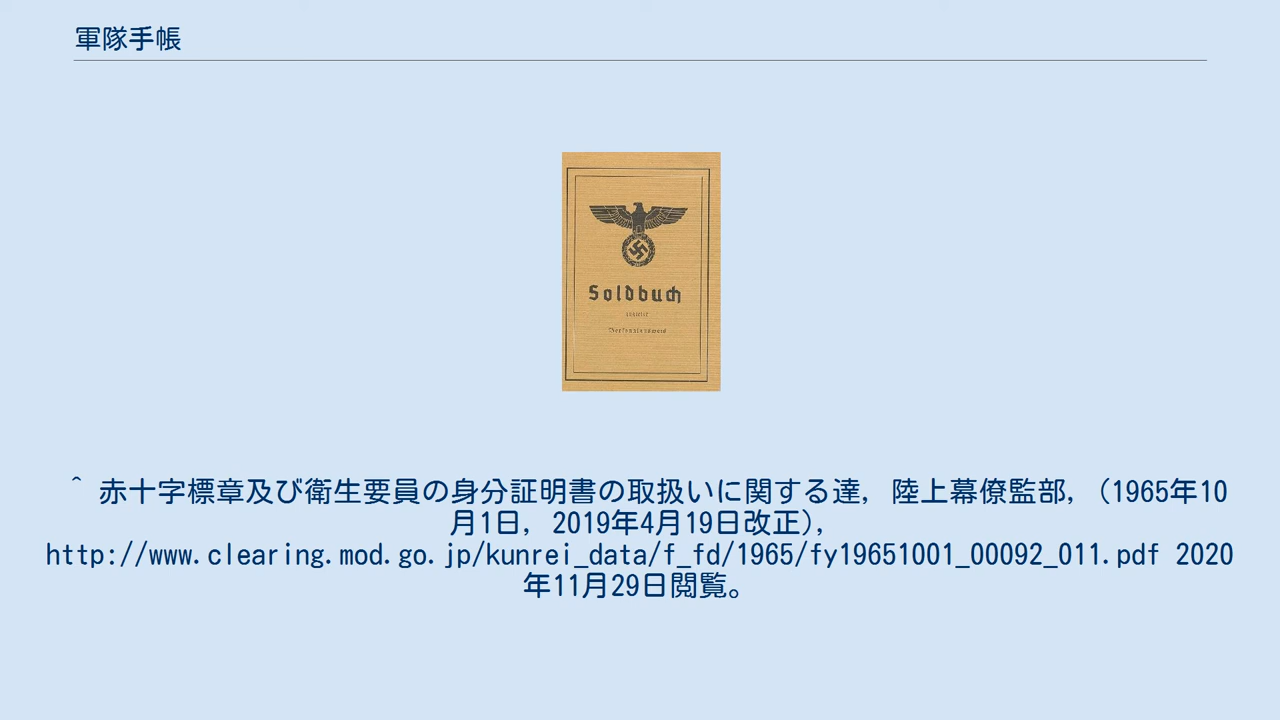 軍隊手帳
Soldbuch
^ 赤十字標章及び衛生要員の身分証明書の取扱いに関する達, 陸上幕僚監部, (1965年10
月1日, 2019年4月19日改正),
http://www.clearing.mod.go.jp/kunrei_data/f_fd/1965/fy19651001_00092_011.pdf 2020
年11月29日閲覧。